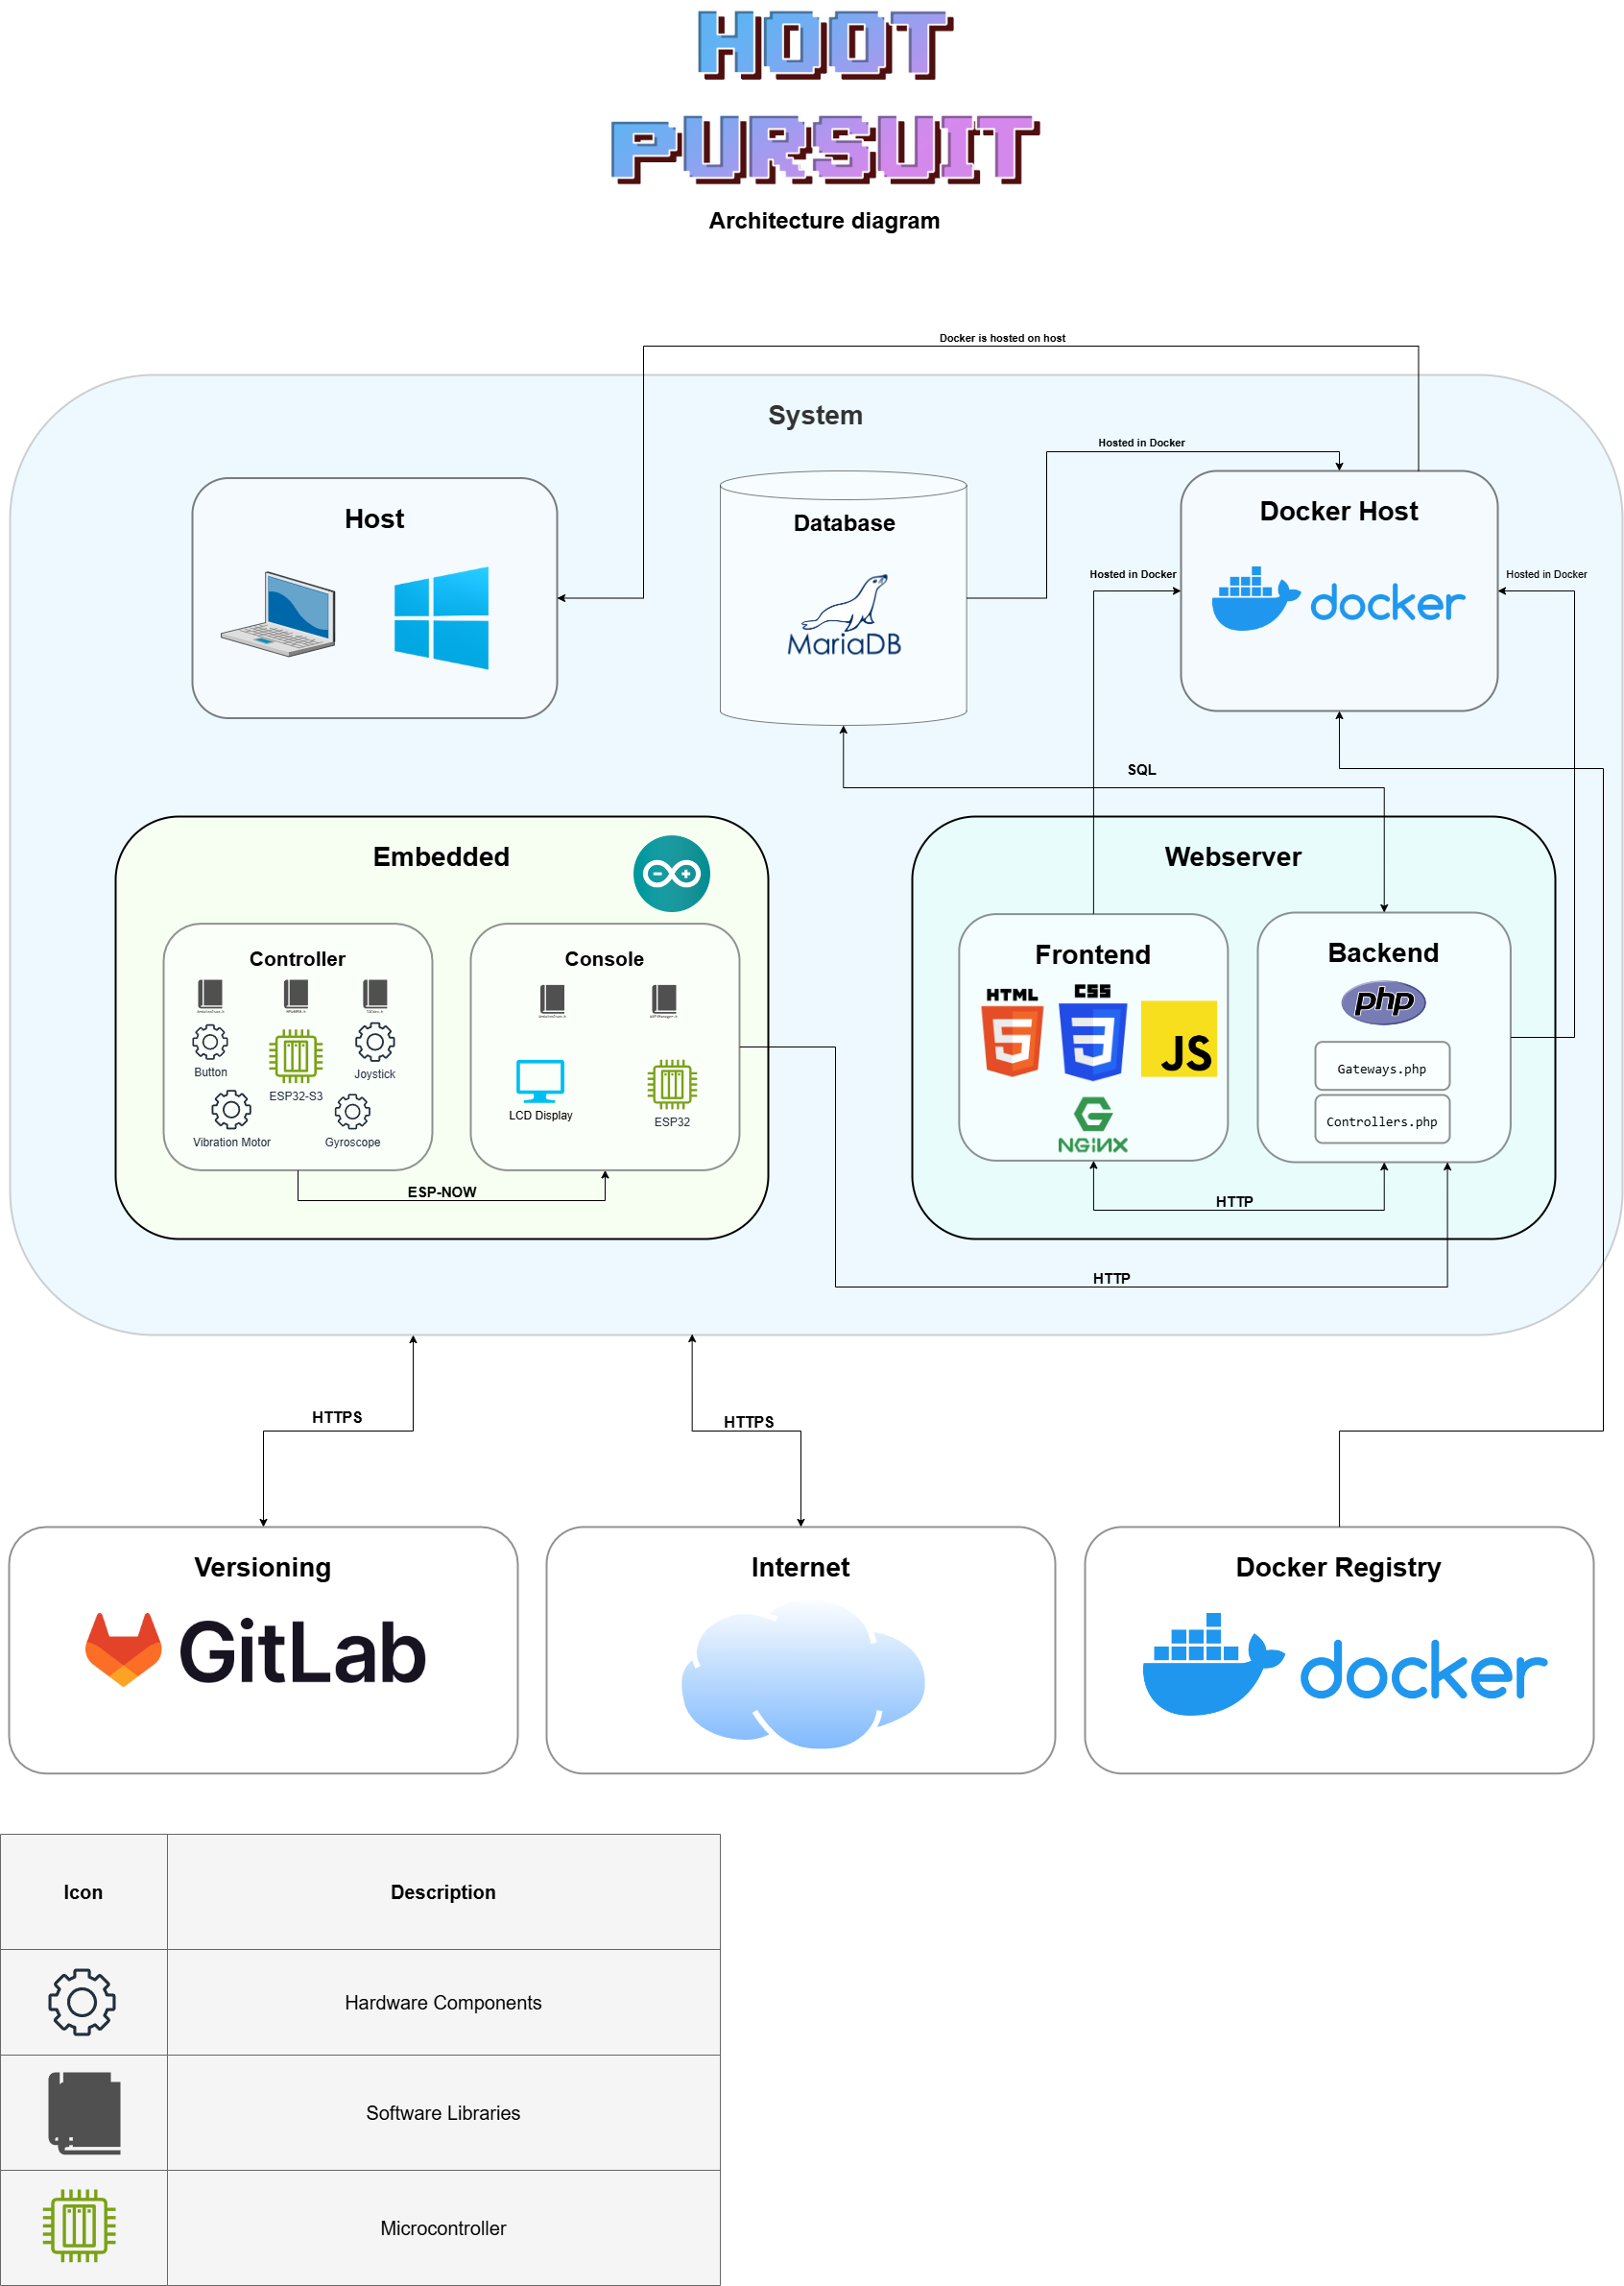 HOOT
PURSUIT
Architecture diagram
Docker is hosted on host
System
Hosted in Docker
Host
Database
MariaDB
Docker Host
docker
Hosted in Docker
Hosted in Docker
SQL
Embedded
Controller
Button
ESP32-S3
Joystick
Vibration Motor
Gyroscope
Console
LCD Display
ESP32
ESP-NOW
Webserver
Frontend
HTML
CSS
JS
NGINX
Backend
php
Gateways.php
Controllers.php
HTTP
HTTP
HTTPS
HTTPS
Versioning
GitLab
Internet
Docker Registry
docker
Icon
Description
Hardware Components
Software Libraries
Microcontroller